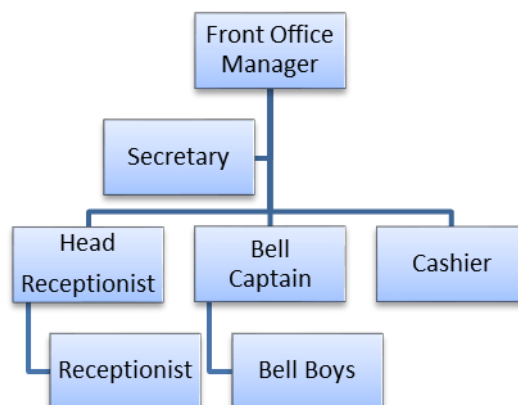 Front Office
Manager
Secretary
Head
Receptionist
Bell
Captain
Cashier
Receptionist
Bell Boys